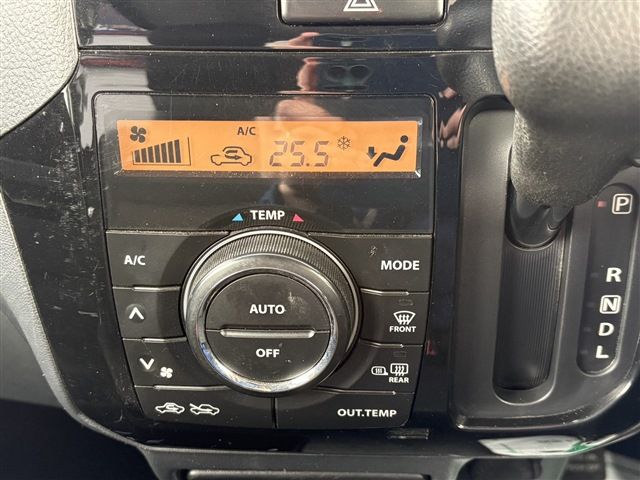 A/C
25.5
TEMP
A/C
MODE
AUTO
OFF
FRONT
REAR
OUT.TEMP
P
R
N
D
L